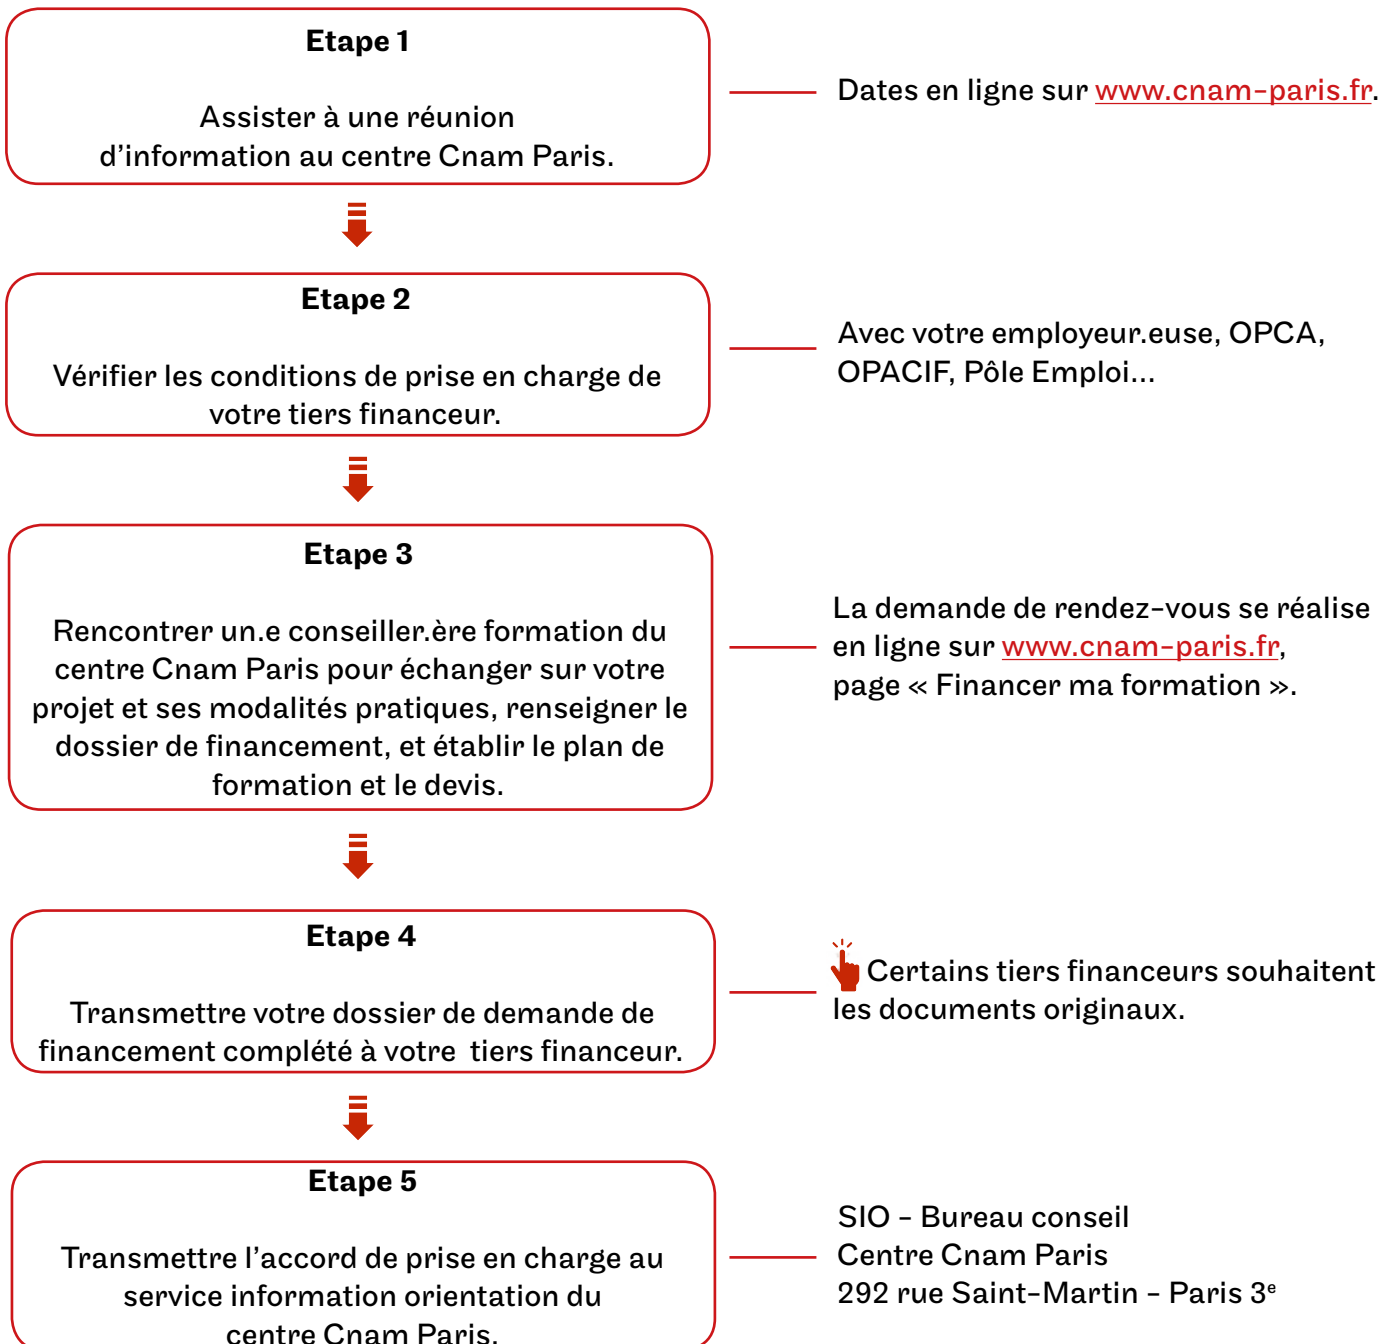 Etape 1
Assister à une réunion
d’information au centre Cnam Paris.
Dates en ligne sur www.cnam-paris.fr.
Etape 2
Vérifier les conditions de prise en charge de
votre tiers financeur.
Avec votre employeur.euse, OPCA,
OPACIF, Pôle Emploi...
Etape 3
Rencontrer un.e conseiller.ère formation du
centre Cnam Paris pour échanger sur votre
projet et ses modalités pratiques, renseigner le
dossier de financement, et établir le plan de
formation et le devis.
La demande de rendez-vous se réalise
en ligne sur www.cnam-paris.fr,
page « Financer ma formation ».
Etape 4
Transmettre votre dossier de demande de
financement complété à votre tiers financeur.
Certains tiers financeurs souhaitent
les documents originaux.
Etape 5
Transmettre l’accord de prise en charge au
service information orientation du
centre Cnam Paris.
SIO - Bureau conseil
Centre Cnam Paris
292 rue Saint-Martin - Paris 3e